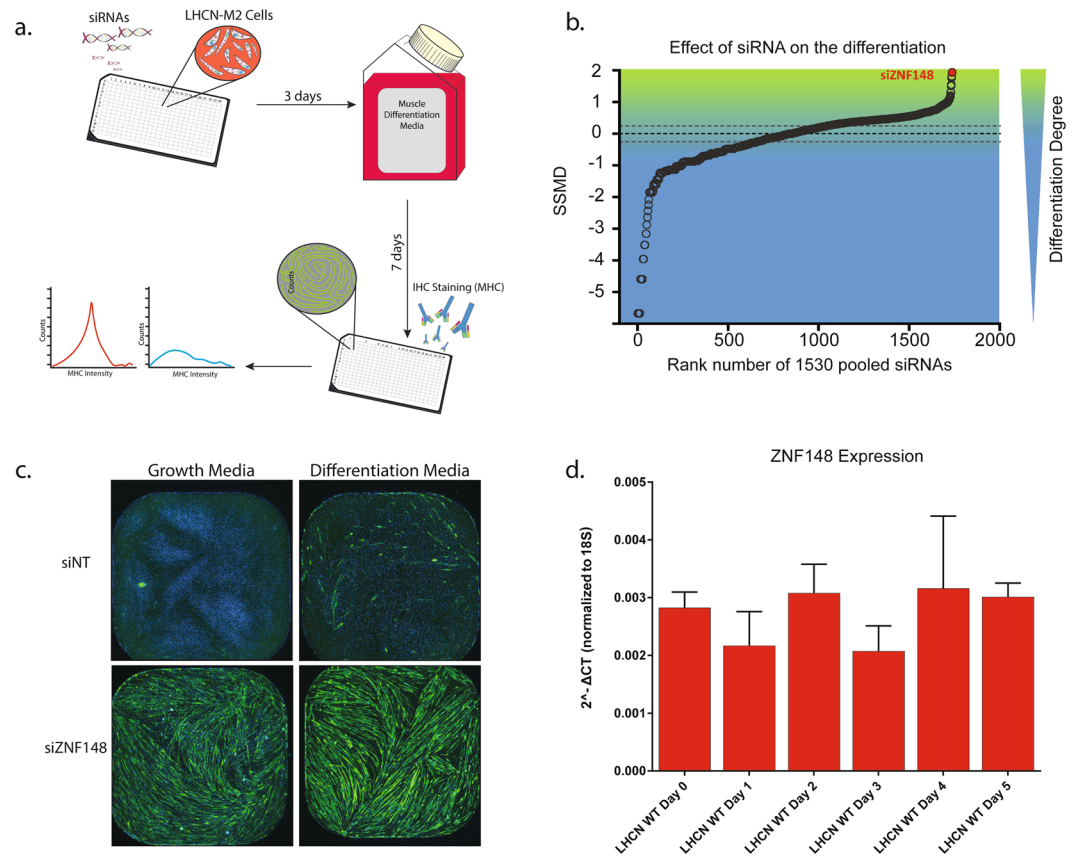 a.
siRNAs
LHCN-M2 Cells
3 days
Muscle
Differentiation
Media
7 days
Counts
IHC Staining (MHC)
Counts
MHC Intensity
Counts
MHC Intensity
b.
Effect of siRNA on the differentiation
siZNF148
2
1
0
-1
-2
-3
-4
-5
SSMD
0
500
1000
1500
2000
Rank number of 1530 pooled siRNAs
Differentiation Degree
c.
Growth Media
Differentiation Media
siNT
siZNF148
d.
ZNF148 Expression
0.005
0.004
0.003
0.002
0.001
0.000
2^- ΔCT (normalized to 18S)
LHCN WT Day 0
LHCN WT Day 1
LHCN WT Day 2
LHCN WT Day 3
LHCN WT Day 4
LHCN WT Day 5